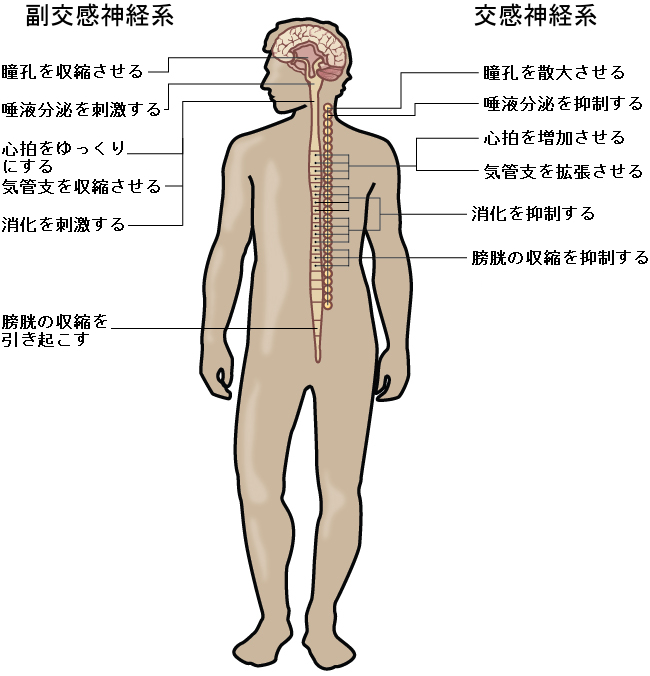 副交感神経系
瞳孔を収縮させる
唾液分泌を刺激する
心拍をゆっくり
にする
気管支を収縮させる
消化を刺激する
膀胱の収縮を
引き起こす
交感神経系
瞳孔を散大させる
唾液分泌を抑制する
心拍を増加させる
気管支を拡張させる
消化を抑制する
膀胱の収縮を抑制する